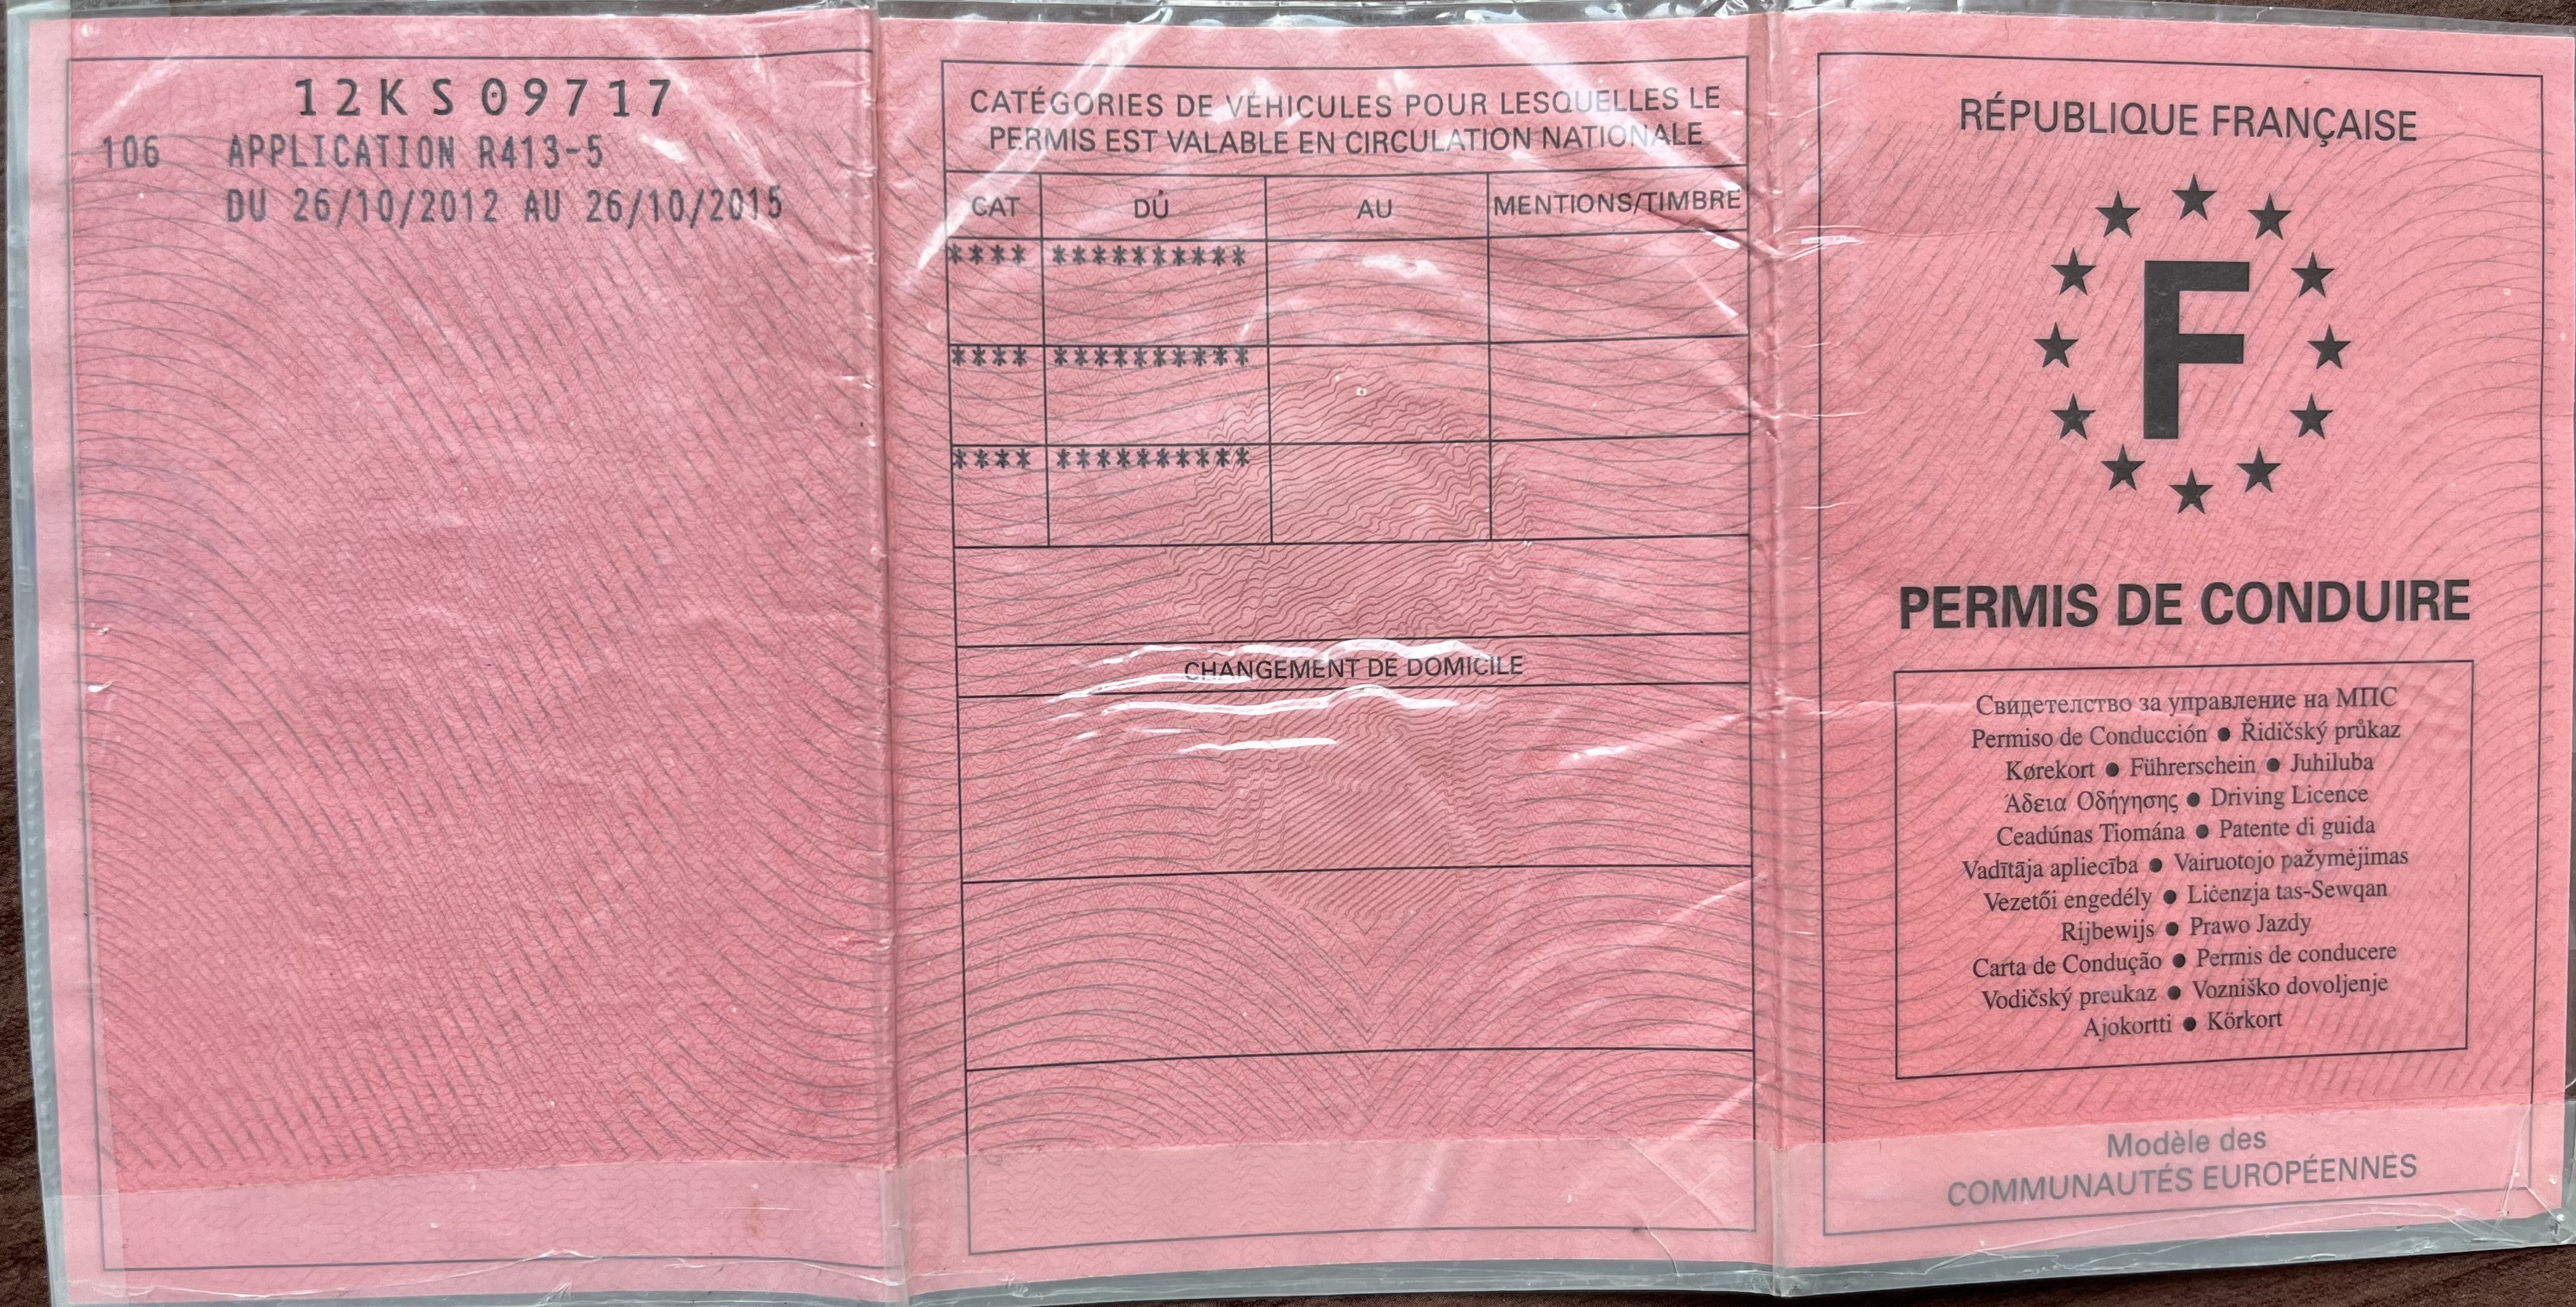 12KS09717
106 APPLICATION R413-5
DU 26/10/2012 AU 26/10/2015
CATÉGORIES DE VÉHICULES POUR LESQUELLES LE
PERMIS EST VALABLE EN CIRCULATION NATIONALE
CAT DU AU MENTIONS/TIMBRE
**** **********
**** **********
**** **********
CHANGEMENT DE DOMICILE
RÉPUBLIQUE FRANÇAISE
F
PERMIS DE CONDUIRE
Свидетелство за управление на МПС
Permiso de Conducción ● Řidičský průkaz
Kørekort ● Führerschein ● Juhiluba
Άδεια Οδήγησης ● Driving Licence
Ceadúnas Tiomána ● Patente di guida
Vadītāja apliecība ● Vairuotojo pažymėjimas
Vezetői engedély ● Liċenzja tas-Sewqan
Rijbewijs ● Prawo Jazdy
Carta de Condução ● Permis de conducere
Vodičský preukaz ● Vozniško dovoljenje
Ajokortti ● Körkort
Modèle des
COMMUNAUTÉS EUROPÉENNES